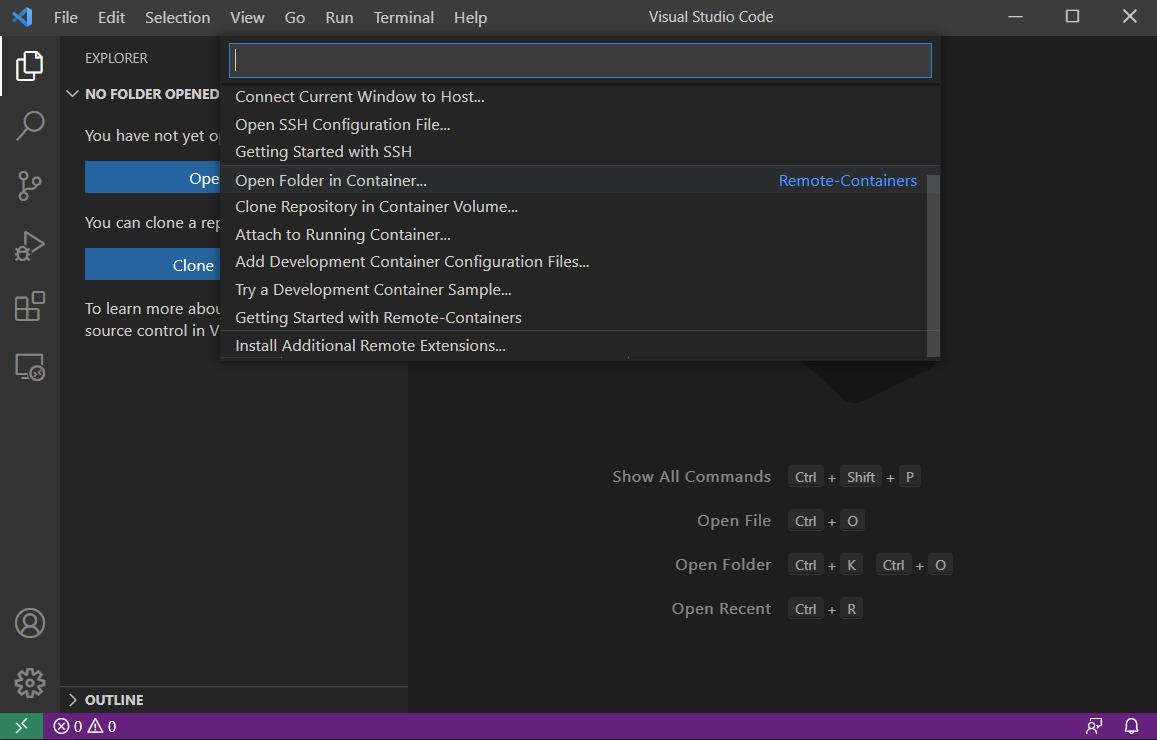 File Edit Selection View Go Run Terminal Help Visual Studio Code
EXPLORER
NO FOLDER OPENED
You have not yet o
Ope
You can clone a rep
Clone
To learn more abou
source control in V
Connect Current Window to Host...
Open SSH Configuration File...
Getting Started with SSH
Open Folder in Container... Remote-Containers
Clone Repository in Container Volume...
Attach to Running Container...
Add Development Container Configuration Files...
Try a Development Container Sample...
Getting Started with Remote-Containers
Install Additional Remote Extensions...
Show All Commands Ctrl + Shift + P
Open File Ctrl + O
Open Folder Ctrl + K Ctrl + O
Open Recent Ctrl + R
OUTLINE
0 0